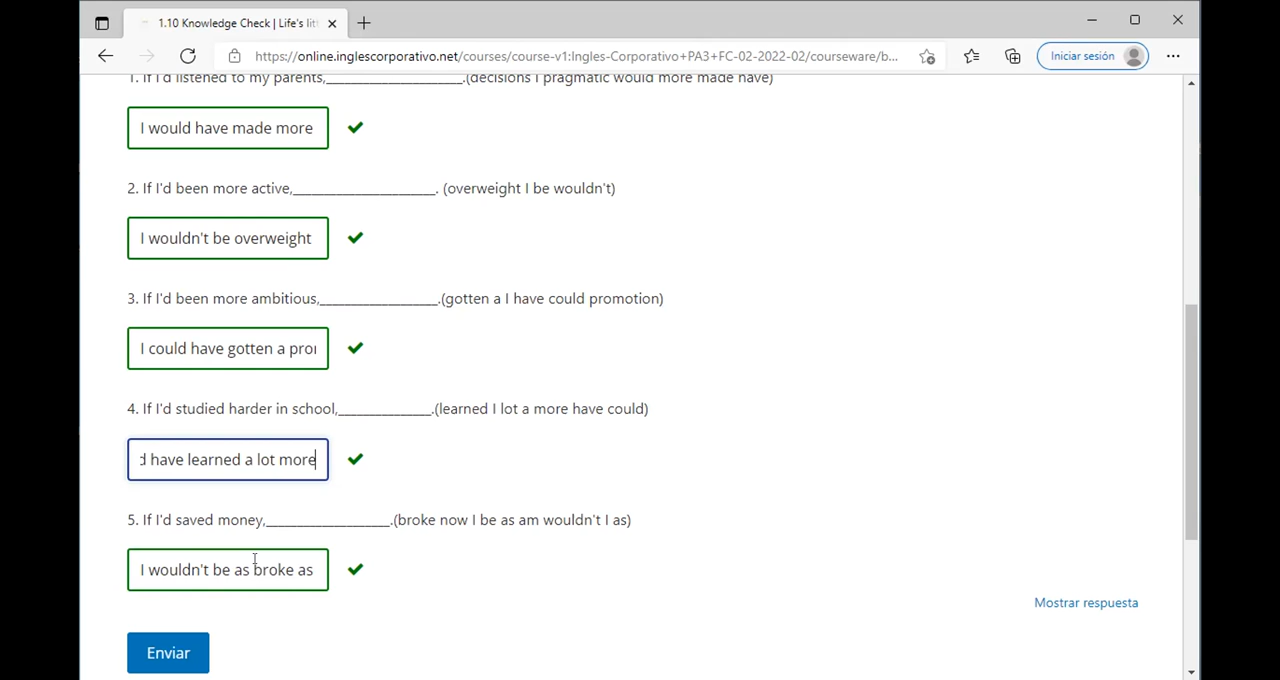 1.10 Knowledge Check | Life's litt
https://online.inglescorporativo.net/courses/course-v1:Ingles-Corporativo+PA3+FC-02-2022-02/courseware/b...
Iniciar sesión
1. If I listened to my parents,____________________.(decisions I pragmatic would more made have)
I would have made more
2. If I'd been more active,_____________________. (overweight I be wouldn't)
I wouldn't be overweight
3. If I'd been more ambitious,_________________.(gotten a I have could promotion)
I could have gotten a pro
4. If I'd studied harder in school,______________.(learned I lot a more have could)
d have learned a lot more
5. If I'd saved money,__________________.(broke now I be as am wouldn't I as)
I wouldn't be as broke as
Mostrar respuesta
Enviar